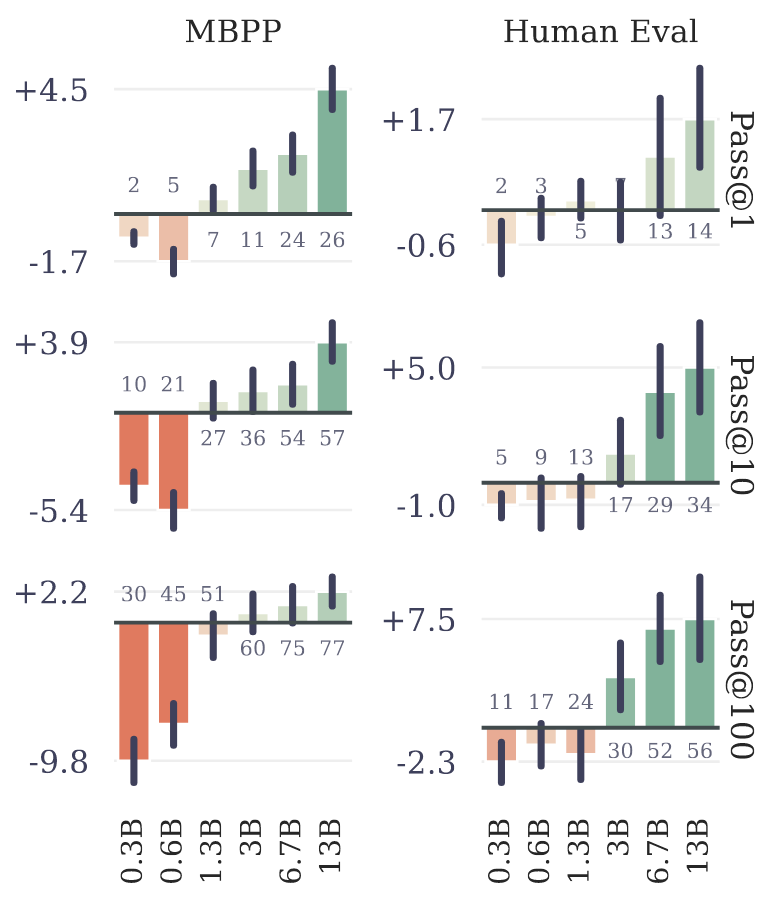 MBPP
Human Eval
+4.5
2 5
7 11 24 26
-1.7
+1.7
2 3 7
5 13 14
-0.6
Pass@1
+3.9
10 21
27 36 54 57
-5.4
+5.0
5 9 13
17 29 34
-1.0
Pass@10
+2.2
30 45 51
60 75 77
-9.8
+7.5
11 17 24
30 52 56
-2.3
Pass@100
0.3B 0.6B 1.3B 3B 6.7B 13B
0.3B 0.6B 1.3B 3B 6.7B 13B